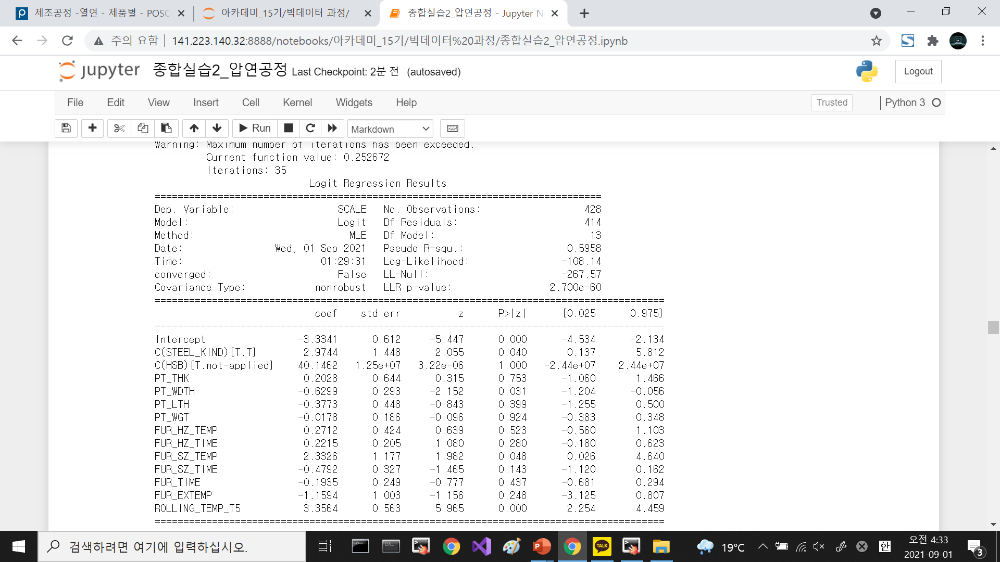 제조공정 -열연 - 제품별 - POSC
아카데미_15기/빅데이터 과정/
종합실습2_압연공정 - Jupyter N
주의 요함
141.223.140.32:8888/notebooks/아카데미_15기/빅데이터%20과정/종합실습2_압연공정.ipynb
jupyter 종합실습2_압연공정 Last Checkpoint: 2분 전 (autosaved)
Logout
File Edit View Insert Cell Kernel Widgets Help
Trusted Python 3
Run
Markdown
Warning: Maximum number of iterations has been exceeded.
Current function value: 0.252672
Iterations: 35
Logit Regression Results
==============================================================================
Dep. Variable: SCALE No. Observations: 428
Model: Logit Df Residuals: 414
Method: MLE Df Model: 13
Date: Wed, 01 Sep 2021 Pseudo R-squ.: 0.5958
Time: 01:29:31 Log-Likelihood: -108.14
converged: False LL-Null: -267.57
Covariance Type: nonrobust LLR p-value: 2.700e-60
=========================================================================================
coef std err z P>|z| [0.025 0.975]
-----------------------------------------------------------------------------------------
Intercept -3.3341 0.612 -5.447 0.000 -4.534 -2.134
C(STEEL_KIND)[T.T] 2.9744 1.448 2.055 0.040 0.137 5.812
C(HSB)[T.not-applied] 40.1462 1.25e+07 3.22e-06 1.000 -2.44e+07 2.44e+07
PT_THK 0.2028 0.644 0.315 0.753 -1.060 1.466
PT_WDTH -0.6299 0.293 -2.152 0.031 -1.204 -0.056
PT_LTH -0.3773 0.448 -0.843 0.399 -1.255 0.500
PT_WGT -0.0178 0.186 -0.096 0.924 -0.383 0.348
FUR_HZ_TEMP 0.2712 0.424 0.639 0.523 -0.560 1.103
FUR_HZ_TIME 0.2215 0.205 1.080 0.280 -0.180 0.623
FUR_SZ_TEMP 2.3326 1.177 1.982 0.048 0.026 4.640
FUR_SZ_TIME -0.4792 0.327 -1.465 0.143 -1.120 0.162
FUR_TIME -0.1935 0.249 -0.777 0.437 -0.681 0.294
FUR_EXTEMP -1.1594 1.003 -1.156 0.248 -3.125 0.807
ROLLING_TEMP_T5 3.3564 0.563 5.965 0.000 2.254 4.459
=========================================================================================
검색하려면 여기에 입력하십시오.
TALK
19°C
한
오전 4:33
2021-09-01
3